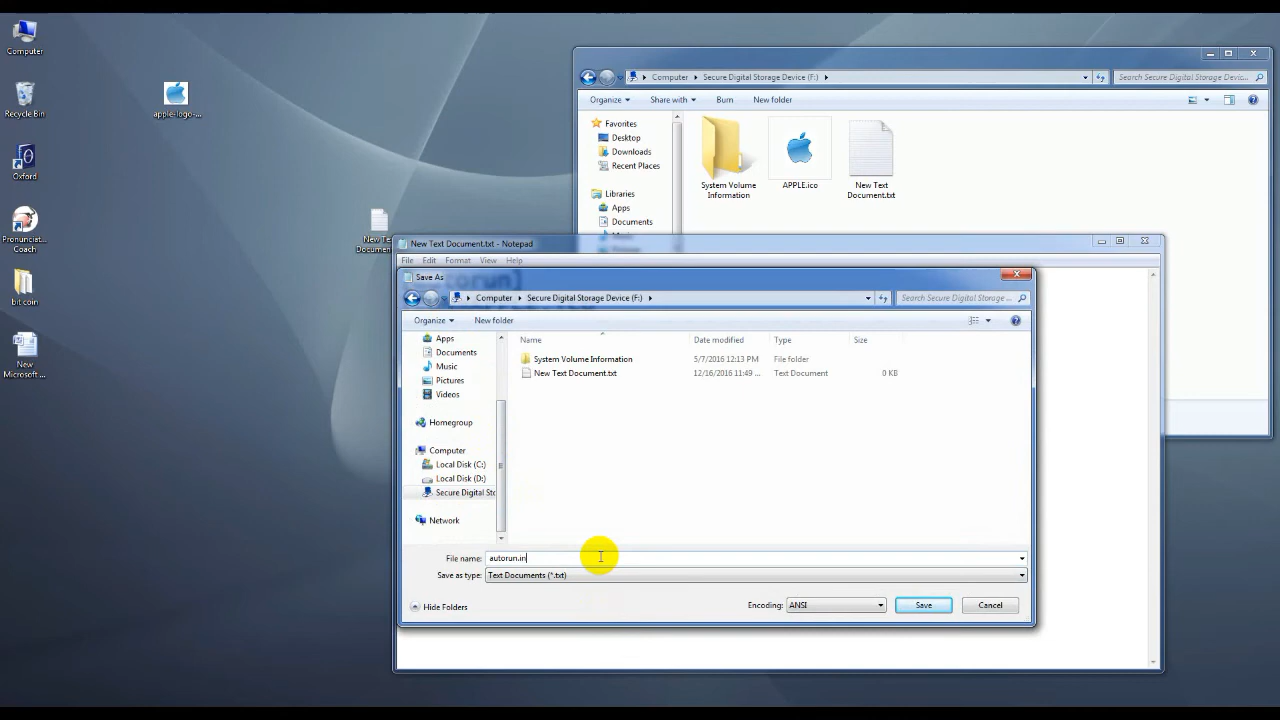 Computer
Recycle Bin
Oxford
Pronunciat...
Coach
bit coin
New
Microsoft ...
apple-logo-...
Computer
Secure Digital Storage Device (F:)
Search Secure Digital Storage Devic...
Organize
Share with
Burn
New folder
Favorites
Desktop
Downloads
Recent Places
Libraries
Apps
Documents
System Volume
Information
APPLE.ico
New Text
Document.txt
New Te
Documen
New Text Document.txt - Notepad
File
Edit
Format
View
Help
Save As
Computer
Secure Digital Storage Device (F:)
Search Secure Digital Storage ...
Organize
New folder
Apps
Documents
Music
Pictures
Videos
Homegroup
Computer
Local Disk (C:)
Local Disk (D:)
Secure Digital Sto
Network
Name
Date modified
Type
Size
System Volume Information
5/7/2016 12:13 PM
File folder
New Text Document.txt
12/16/2016 11:49 ...
Text Document
0 KB
File name:
autorun.in
Save as type:
Text Documents (*.txt)
Hide Folders
Encoding:
ANSI
Save
Cancel